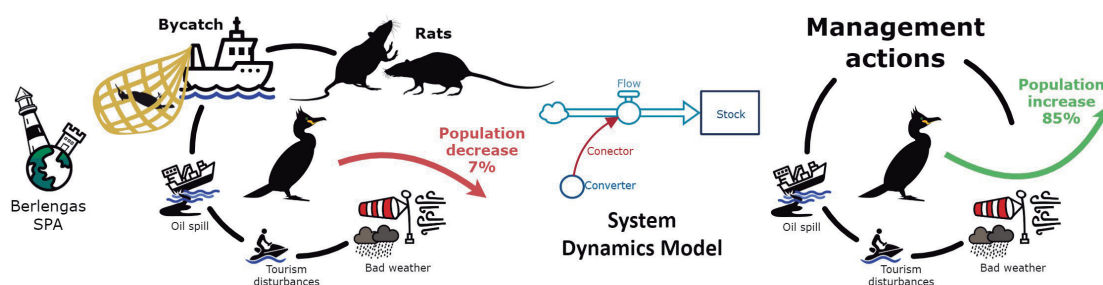 Bycatch
Rats
Berlengas
SPA
Population
decrease
7%
Oil spill
Tourism
disturbances
Bad weather
Flow
Stock
Conector
Converter
System
Dynamics Model
Management
actions
Population
increase
85%
Oil spill
Tourism
disturbances
Bad weather